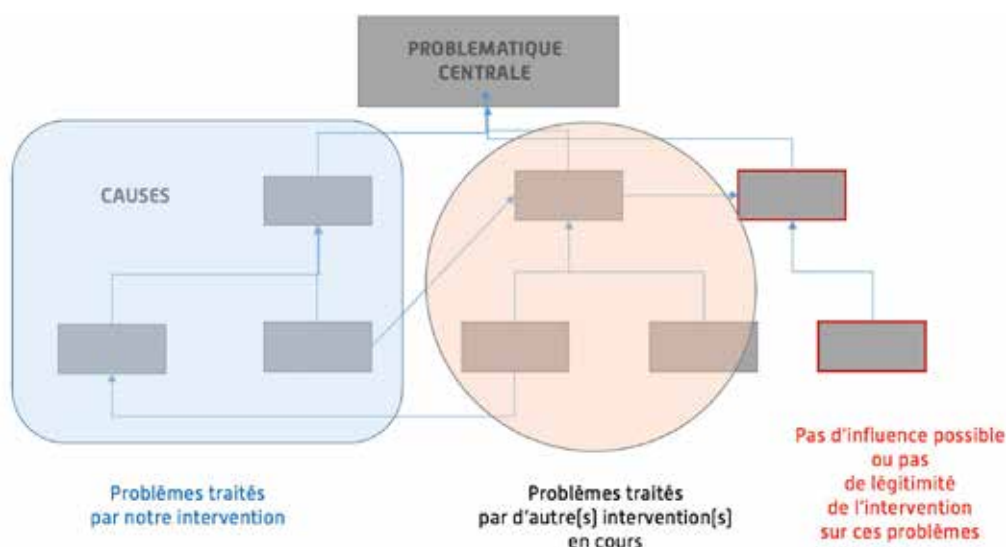 PROBLEMATIQUE
CENTRALE
CAUSES
Problèmes traités
par notre intervention
Problèmes traités
par d'autre(s) intervention(s)
en cours
Pas d'influence possible
ou pas
de légitimité
de l'intervention
sur ces problèmes